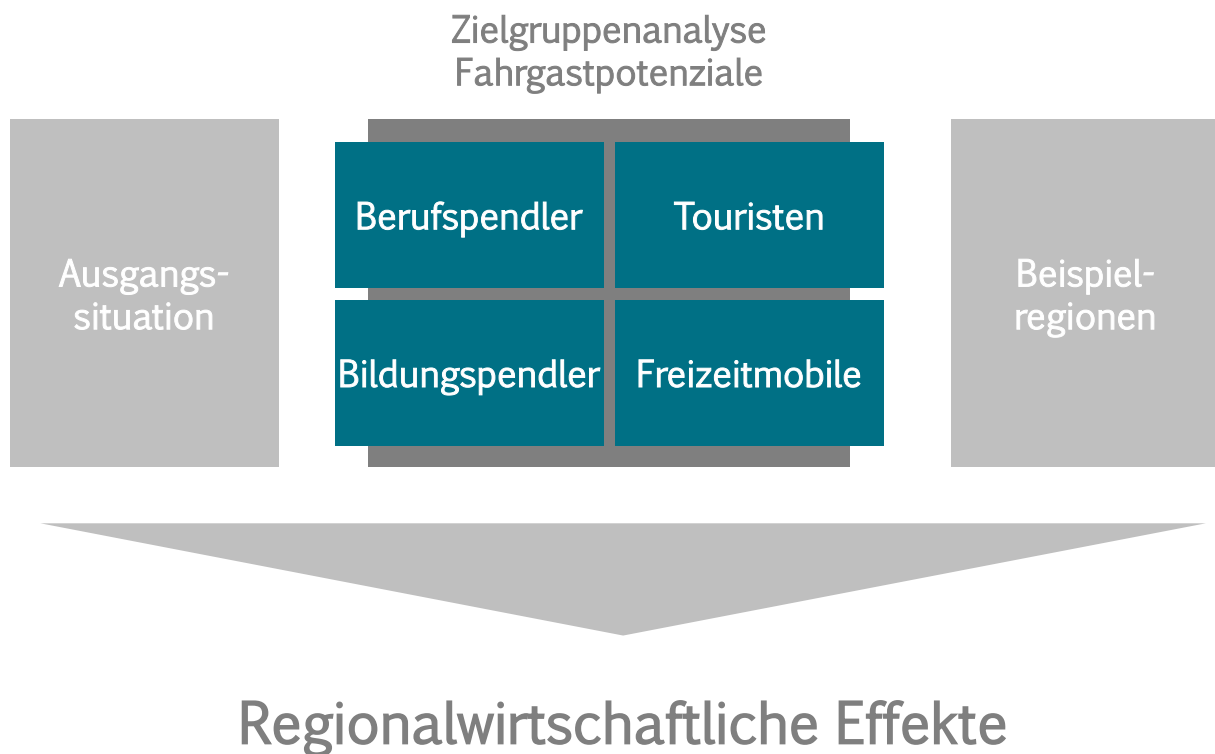 Zielgruppenanalyse
Fahrgastpotenziale
Ausgangs-
situation
Berufspendler
Touristen
Bildungspendler
Freizeitmobile
Beispiel-
regionen
Regionalwirtschaftliche Effekte